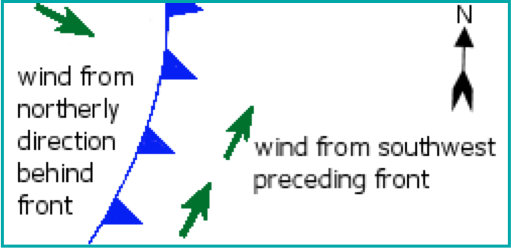 N
wind from
northerly
direction
behind
front
wind from southwest
preceding front